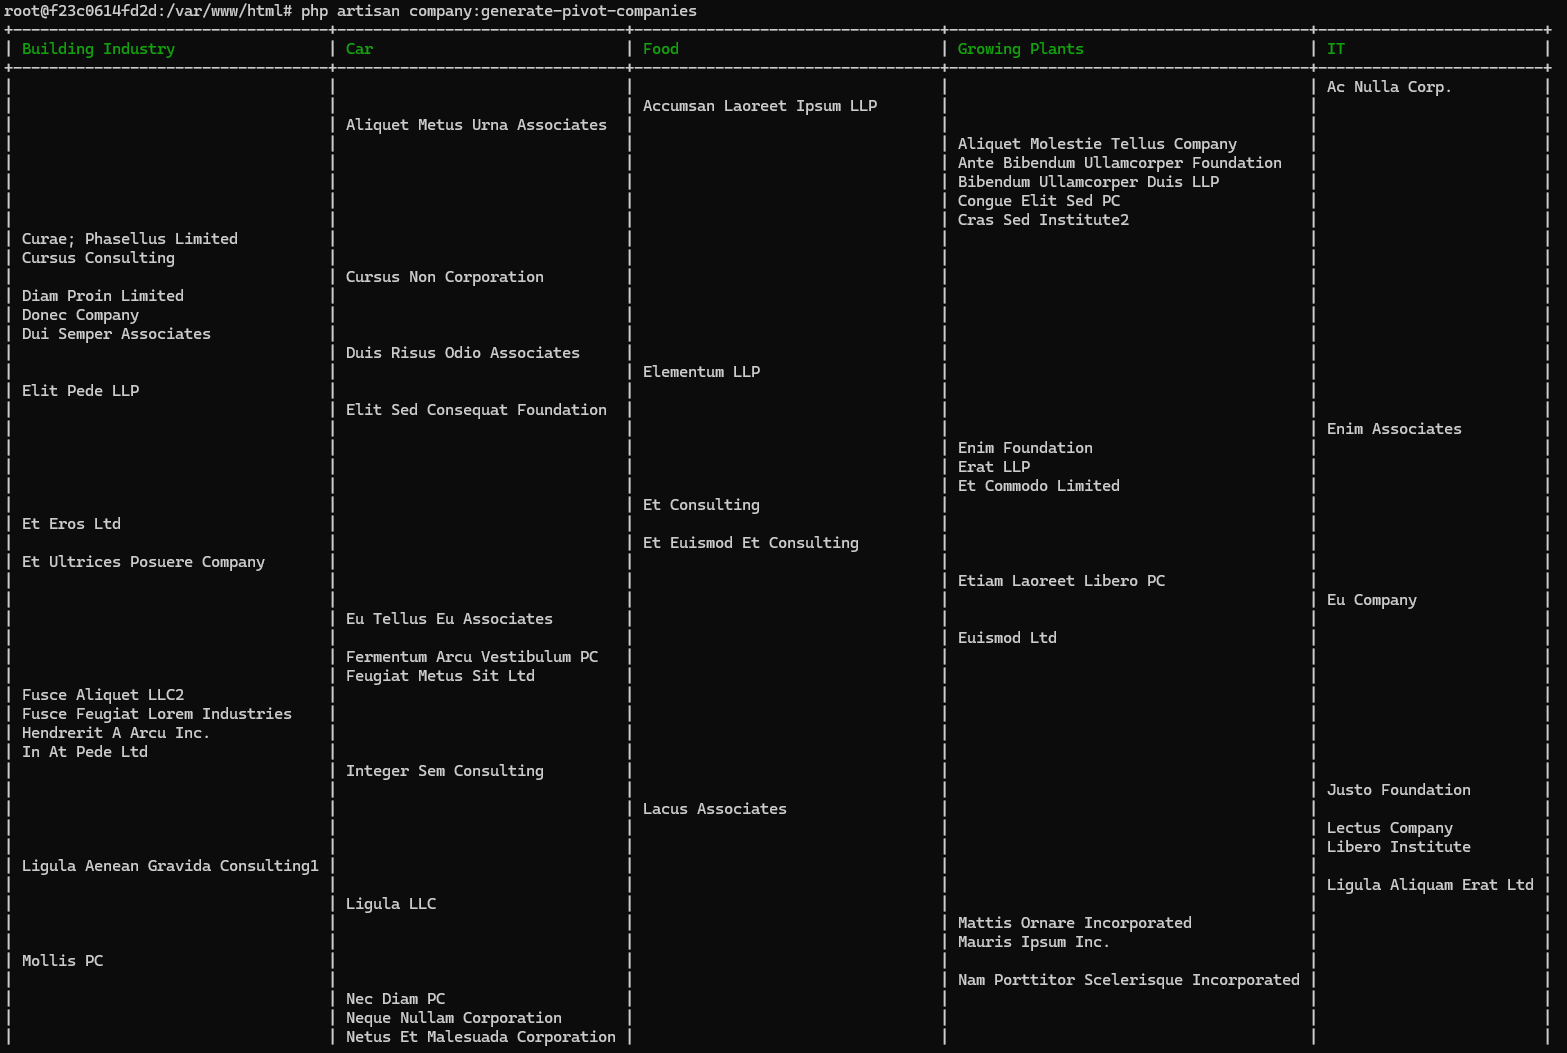 root@f23c0614fd2d:/var/www/html# php artisan company:generate-pivot-companies
Building Industry Car Food Growing Plants IT
Ac Nulla Corp.
Accumsan Laoreet Ipsum LLP
Aliquet Metus Urna Associates
Aliquet Molestie Tellus Company
Ante Bibendum Ullamcorper Foundation
Bibendum Ullamcorper Duis LLP
Congue Elit Sed PC
Cras Sed Institute2
Curae; Phasellus Limited
Cursus Consulting
Cursus Non Corporation
Diam Proin Limited
Donec Company
Dui Semper Associates
Duis Risus Odio Associates
Elementum LLP
Elit Pede LLP
Elit Sed Consequat Foundation
Enim Associates
Enim Foundation
Erat LLP
Et Commodo Limited
Et Consulting
Et Eros Ltd
Et Euismod Et Consulting
Et Ultrices Posuere Company
Etiam Laoreet Libero PC
Eu Company
Eu Tellus Eu Associates
Euismod Ltd
Fermentum Arcu Vestibulum PC
Feugiat Metus Sit Ltd
Fusce Aliquet LLC2
Fusce Feugiat Lorem Industries
Hendrerit A Arcu Inc.
In At Pede Ltd
Integer Sem Consulting
Justo Foundation
Lacus Associates
Lectus Company
Libero Institute
Ligula Aenean Gravida Consulting1
Ligula Aliquam Erat Ltd
Ligula LLC
Mattis Ornare Incorporated
Mauris Ipsum Inc.
Mollis PC
Nam Porttitor Scelerisque Incorporated
Nec Diam PC
Neque Nullam Corporation
Netus Et Malesuada Corporation